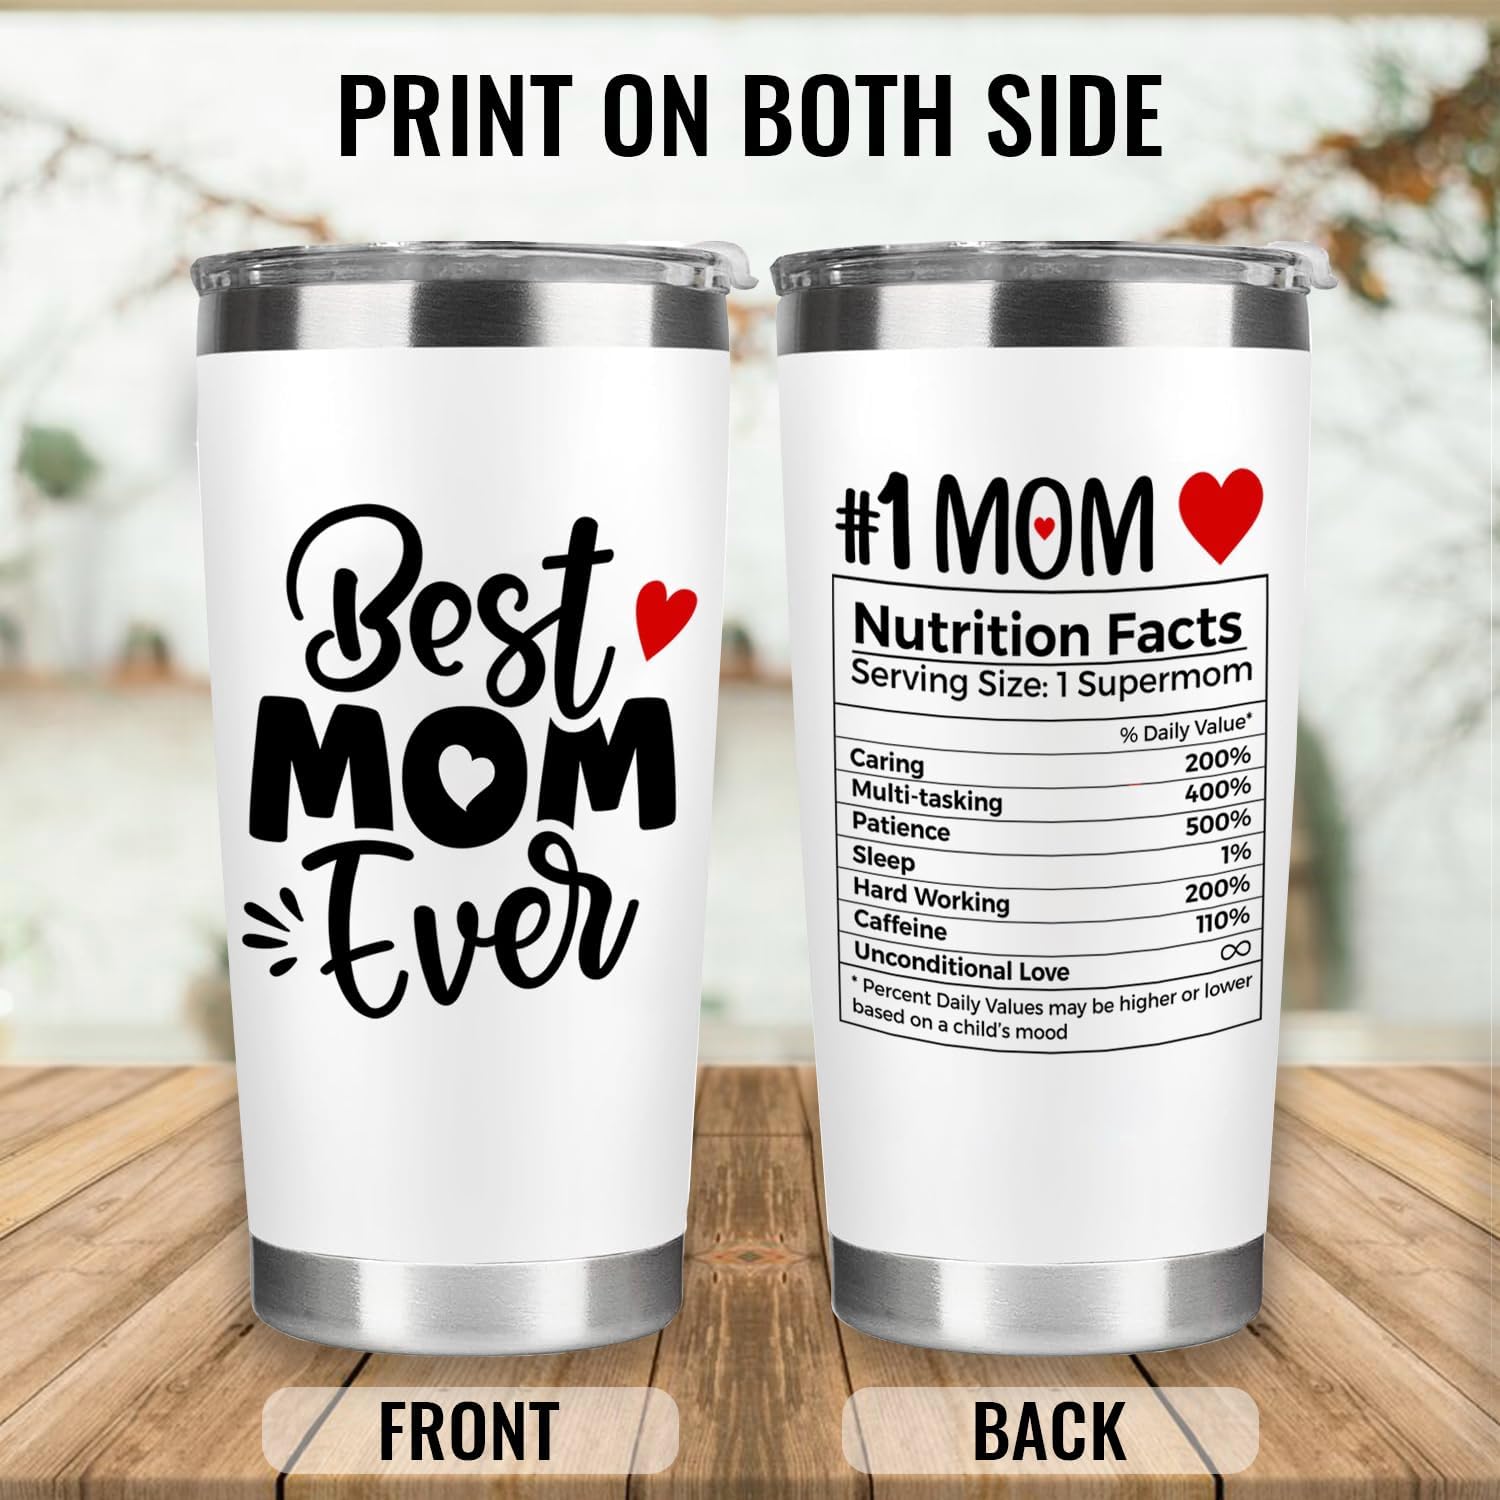 PRINT ON BOTH SIDE
Best
MOM
Ever
#1 MOM
Nutrition Facts
Serving Size: 1 Supermom
% Daily Value*
Caring 200%
Multi-tasking 400%
Patience 500%
Sleep 1%
Hard Working 200%
Caffeine 110%
Unconditional Love ∞
* Percent Daily Values may be higher or lower
based on a child's mood
FRONT
BACK